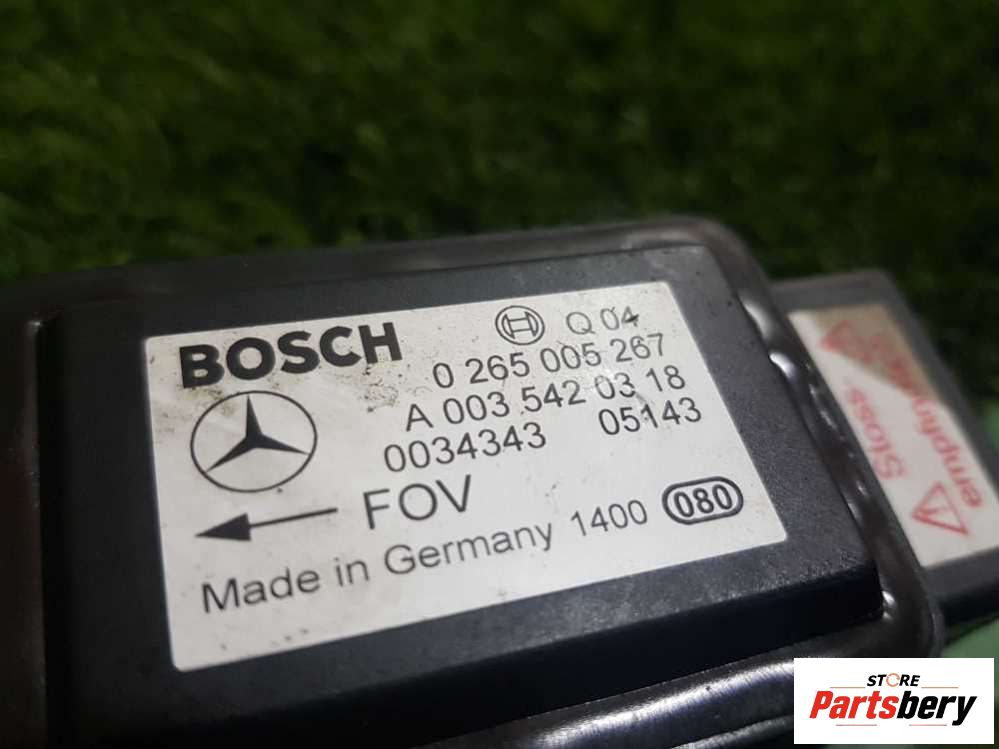 BOSCH
Q 04
0 265 005 267
A 003 542 03 18
0034343 05143
FOV
Made in Germany 1400 080
Stoss
STORE
Partsbery